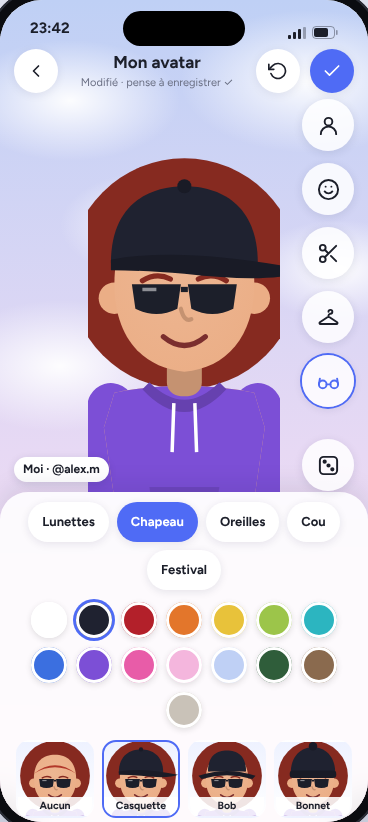 23:42
Mon avatar
Modifié · pense à enregistrer ✓
Moi · @alex.m
Lunettes
Chapeau
Oreilles
Cou
Festival
Aucun
Casquette
Bob
Bonnet